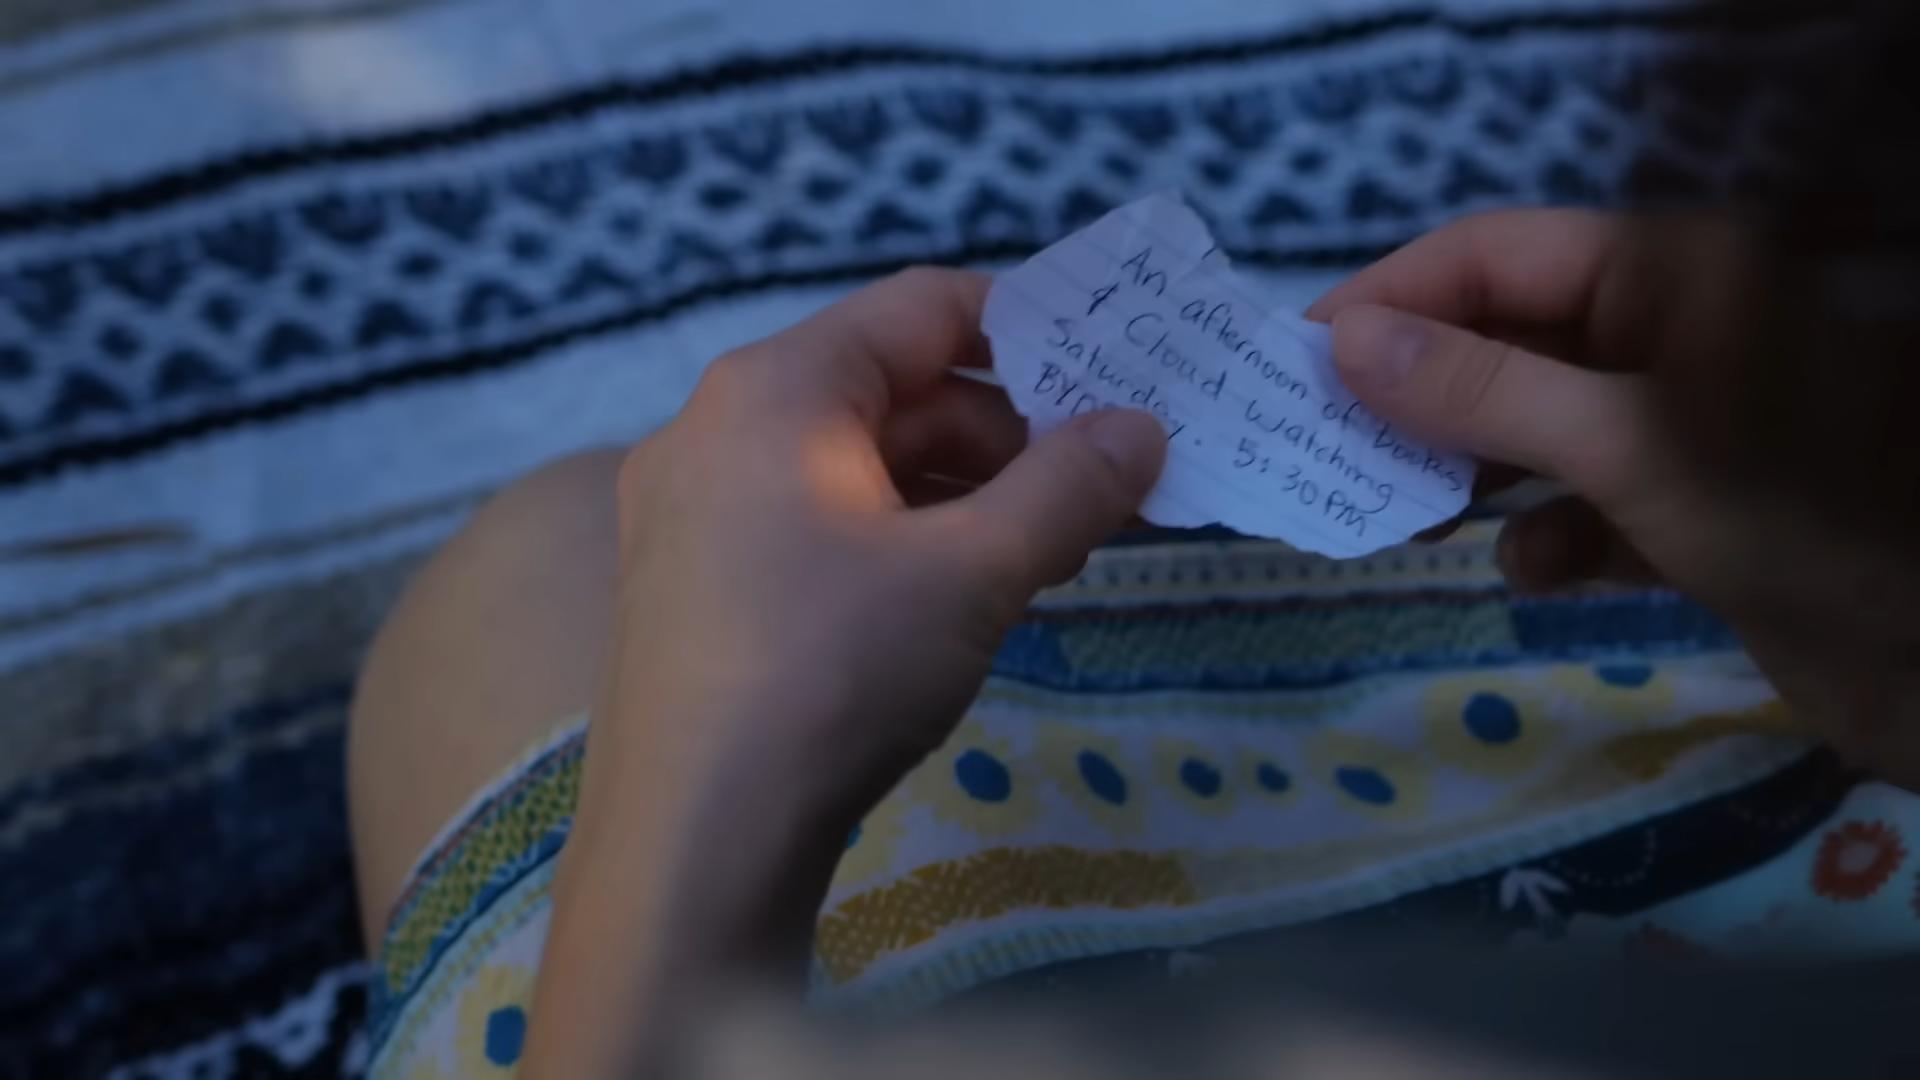 An afternoon of books
& Cloud watching
Saturday. 5:30 PM